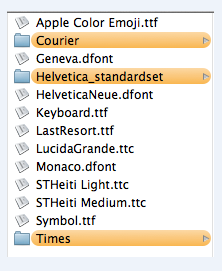 Apple Color Emoji.ttf
Courier
Geneva.dfont
Helvetica_standardset
HelveticaNeue.dfont
Keyboard.ttf
LastResort.ttf
LucidaGrande.ttc
Monaco.dfont
STHeiti Light.ttc
STHeiti Medium.ttc
Symbol.ttf
Times